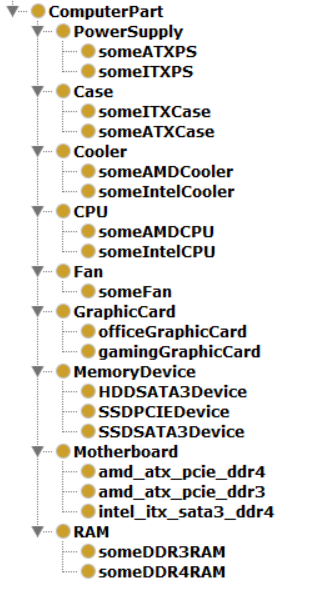 ComputerPart
PowerSupply
someATXPS
someITXPS
Case
someITXCase
someATXCase
Cooler
someAMDCooler
someIntelCooler
CPU
someAMDCPU
someIntelCPU
Fan
someFan
GraphicCard
officeGraphicCard
gamingGraphicCard
MemoryDevice
HDDSATA3Device
SSDPCIEDevice
SSDSATA3Device
Motherboard
amd_atx_pcie_ddr4
amd_atx_pcie_ddr3
intel_itx_sata3_ddr4
RAM
someDDR3RAM
someDDR4RAM